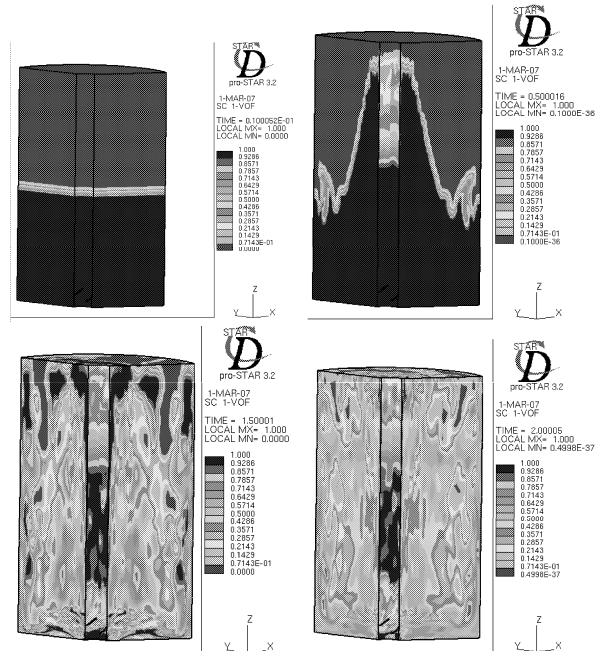 STAR
D
pro-STAR 3.2
1-MAR-07
SC 1-VOF
TIME = 0.100052E-01
LOCAL MX= 1.000
LOCAL MN= 0.0000
1.000
0.9286
0.8571
0.7857
0.7143
0.6429
0.5714
0.5000
0.4286
0.3571
0.2857
0.2143
0.1429
0.7143E-01
0.0000
Z
Y
X
STAR
D
pro-STAR 3.2
1-MAR-07
SC 1-VOF
TIME = 0.500016
LOCAL MX= 1.000
LOCAL MN= 0.1000E-36
1.000
0.9286
0.8571
0.7857
0.7143
0.6429
0.5714
0.5000
0.4286
0.3571
0.2857
0.2143
0.1429
0.7143E-01
0.1000E-36
Z
Y
X
STAR
D
pro-STAR 3.2
1-MAR-07
SC 1-VOF
TIME = 1.50001
LOCAL MX= 1.000
LOCAL MN= 0.0000
1.000
0.9286
0.8571
0.7857
0.7143
0.6429
0.5714
0.5000
0.4286
0.3571
0.2857
0.2143
0.1429
0.7143E-01
0.0000
Z
Y
X
STAR
D
pro-STAR 3.2
1-MAR-07
SC 1-VOF
TIME = 2.00005
LOCAL MX= 1.000
LOCAL MN= 0.4998E-37
1.000
0.9286
0.8571
0.7857
0.7143
0.6429
0.5714
0.5000
0.4286
0.3571
0.2857
0.2143
0.1429
0.7143E-01
0.4998E-37
Z
Y
X